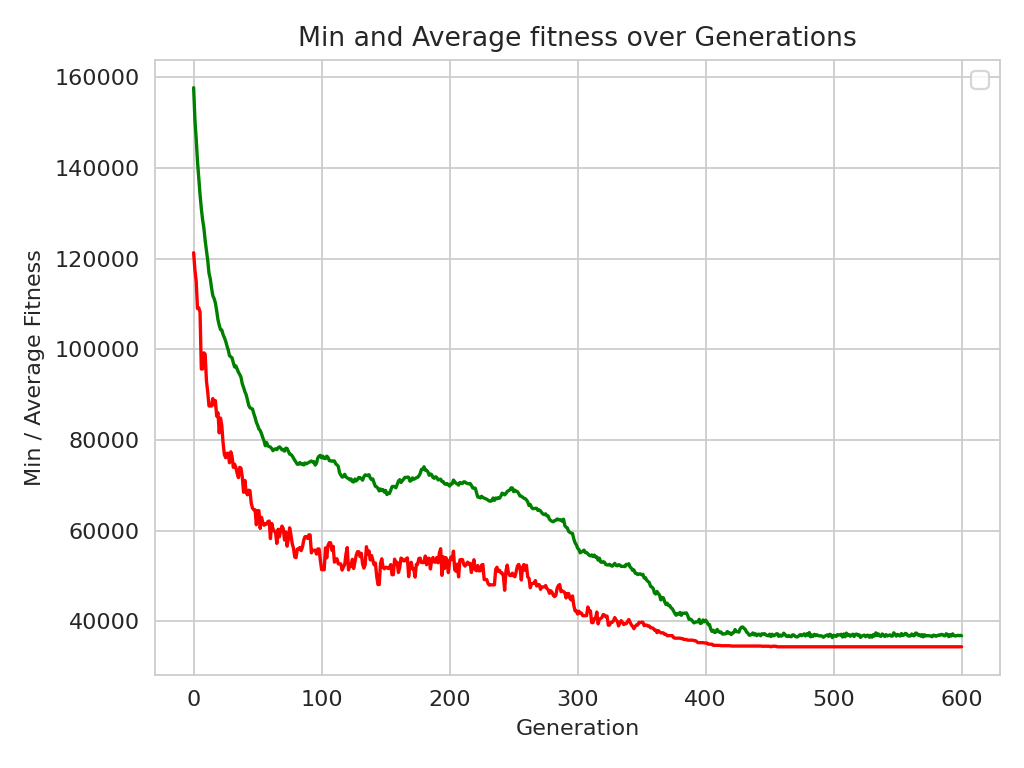 Min and Average fitness over Generations
160000
140000
120000
100000
80000
60000
40000
Min / Average Fitness
0 100 200 300 400 500 600
Generation